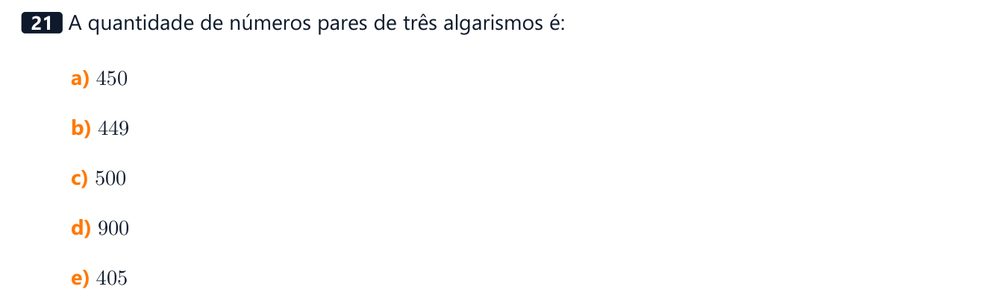 21 A quantidade de números pares de três algarismos é:
a) 450
b) 449
c) 500
d) 900
e) 405